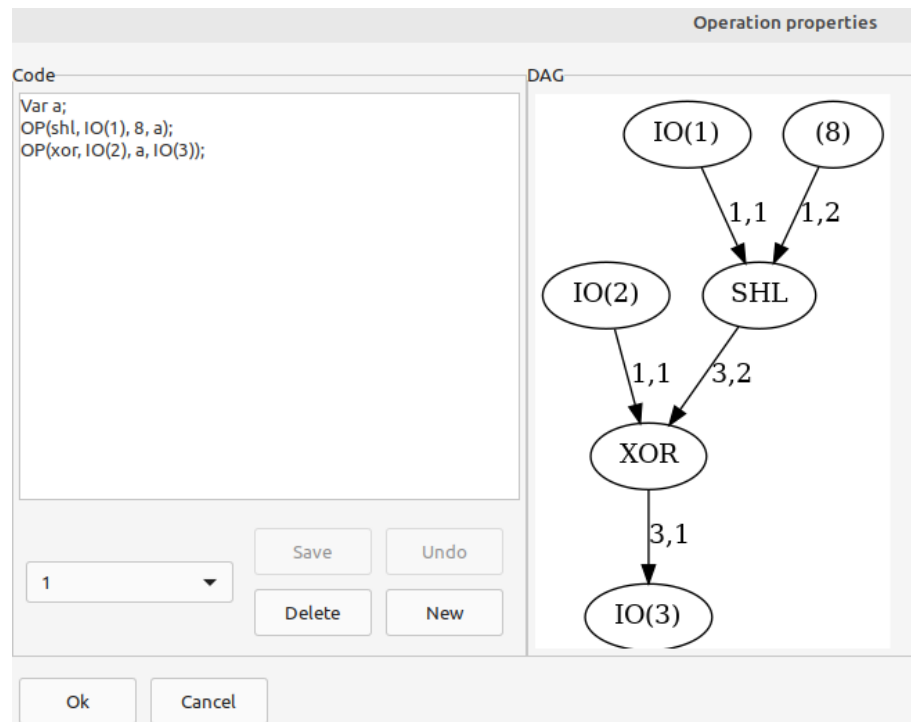 Operation properties
Code
Var a;
OP(shl, IO(1), 8, a);
OP(xor, IO(2), a, IO(3));
1
Save
Undo
Delete
New
DAG
IO(1)
(8)
1,1
1,2
IO(2)
SHL
1,1
3,2
XOR
3,1
IO(3)
Ok
Cancel